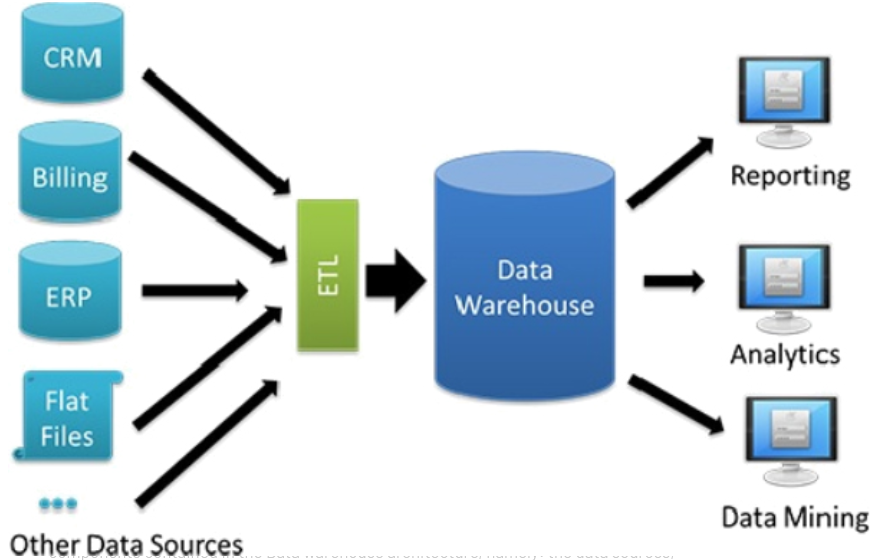 CRM
Billing
ERP
Flat
Files
Other Data Sources
ETL
Data
Warehouse
Reporting
Analytics
Data Mining